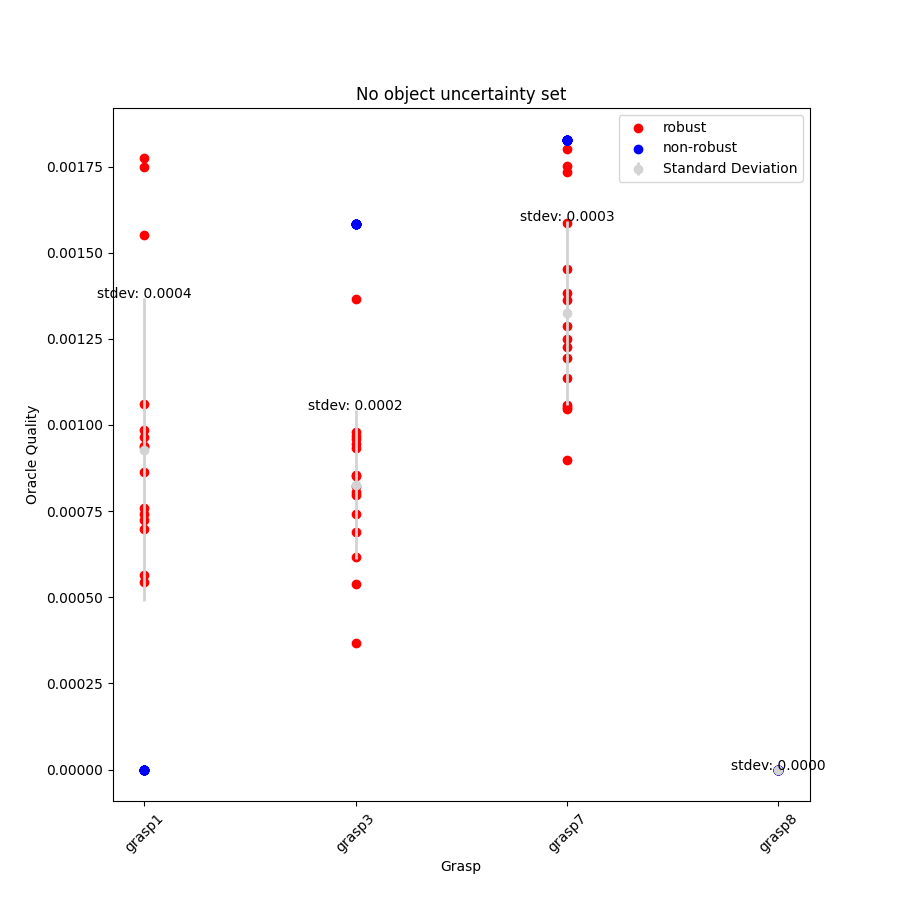 No object uncertainty set
robust
non-robust
Standard Deviation
0.00175
0.00150
0.00125
0.00100
0.00075
0.00050
0.00025
0.00000
Oracle Quality
stdev: 0.0004
stdev: 0.0002
stdev: 0.0003
stdev: 0.0000
grasp1
grasp3
grasp7
grasp8
Grasp